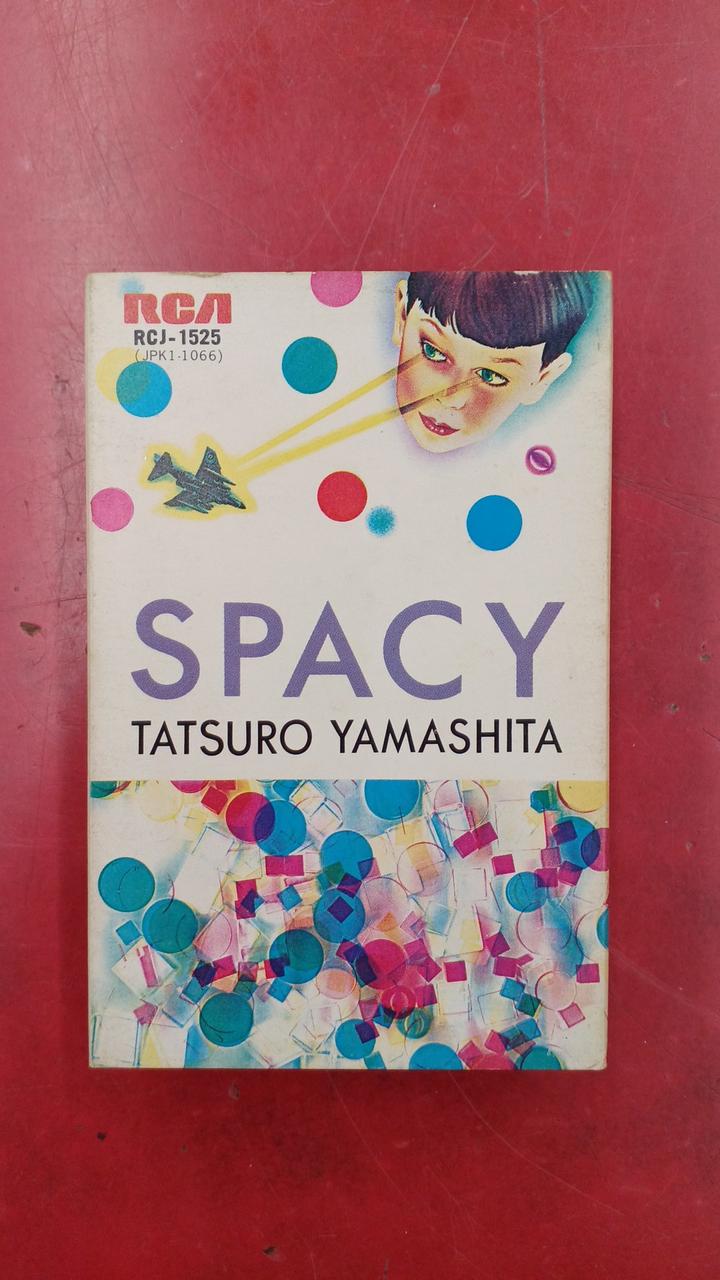 RCA
RCJ-1525
(JPK1-1066)
SPACY
TATSURO YAMASHITA